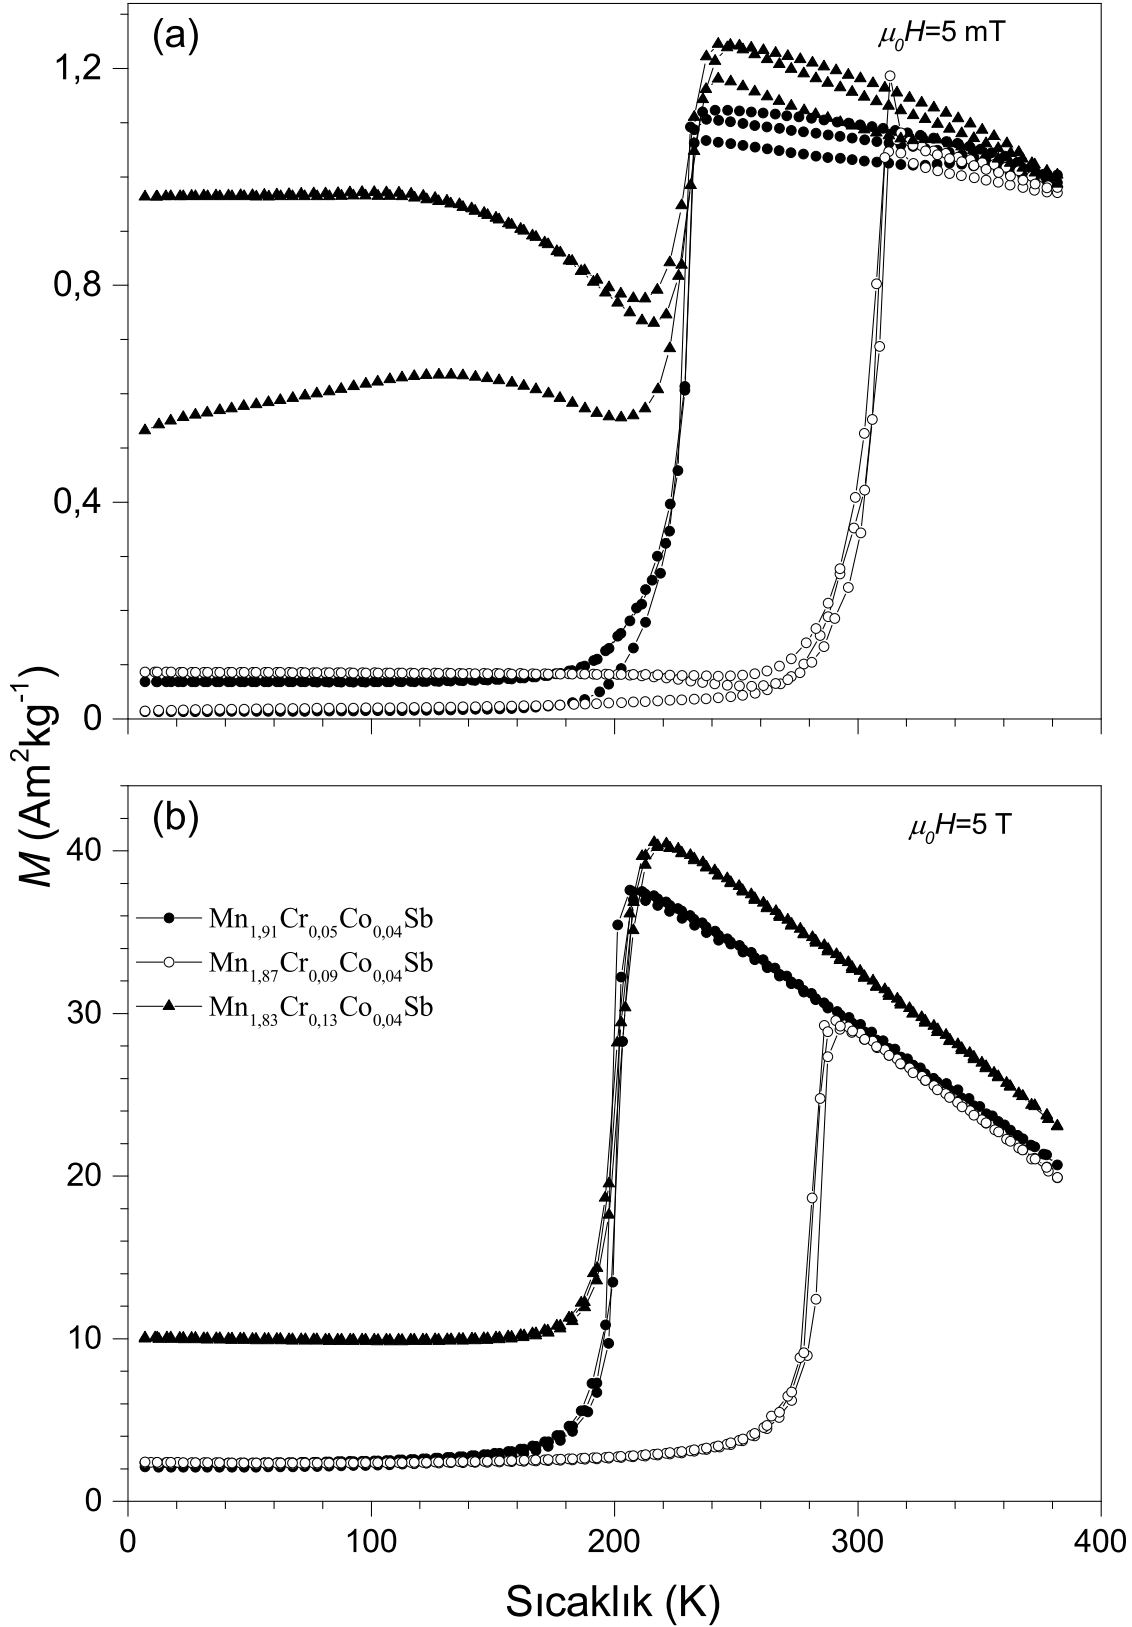 (a)
μ₀H=5 mT
1,2
0,8
0,4
0
M (Am²kg⁻¹)
(b)
μ₀H=5 T
40
Mn₁,₉₁Cr₀,₀₅Co₀,₀₄Sb
Mn₁,₈₇Cr₀,₀₉Co₀,₀₄Sb
Mn₁,₈₃Cr₀,₁₃Co₀,₀₄Sb
30
20
10
0
0 100 200 300 400
Sıcaklık (K)